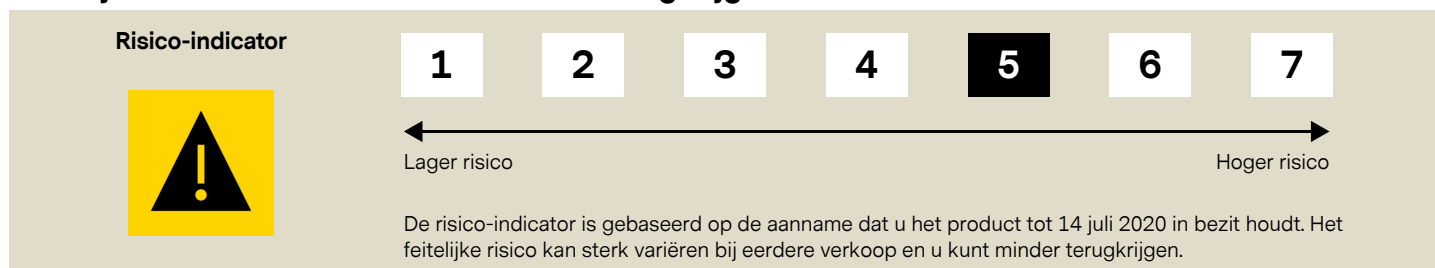 Risico-indicator
1 2 3 4 5 6 7
Lager risico Hoger risico
De risico-indicator is gebaseerd op de aanname dat u het product tot 14 juli 2020 in bezit houdt. Het
feitelijke risico kan sterk variëren bij eerdere verkoop en u kunt minder terugkrijgen.